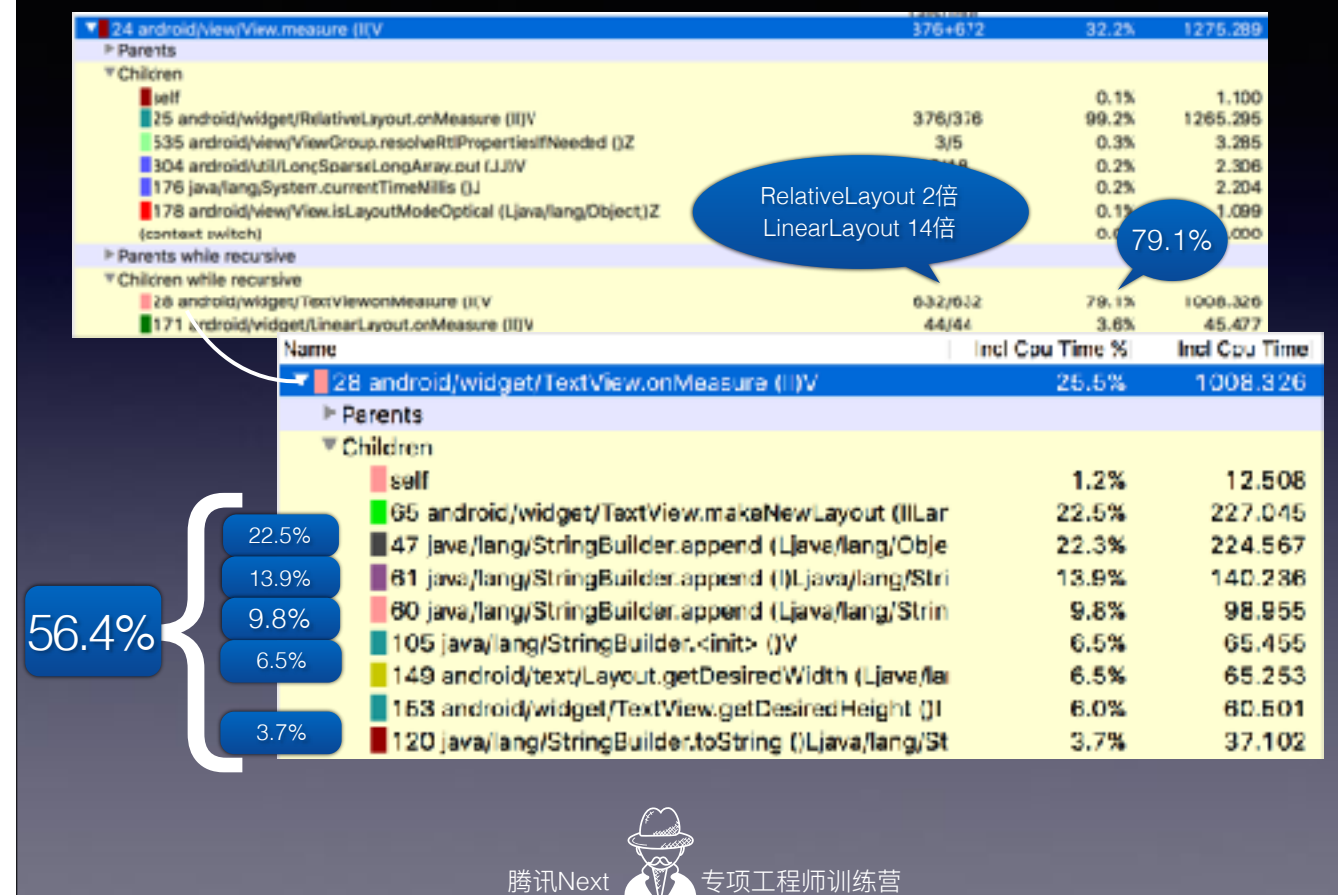 24 android/view/View.measure (II)V 376+672 32.2% 1275.289
Parents
Children
self 0.1% 1.100
25 android/widget/RelativeLayout.onMeasure (II)V 376/376 99.2% 1265.295
535 android/view/ViewGroup.resolveRtlPropertiesIfNeeded ()Z 3/5 0.3% 3.285
304 android/util/LongSparseLongArray.put (JJ)V 0.2% 2.306
176 java/lang/System.currentTimeMillis ()J 0.2% 2.204
178 android/view/View.isLayoutModeOptical (Ljava/lang/Object;)Z 0.1% 1.099
(context switch)
RelativeLayout 2倍
LinearLayout 14倍
79.1%
Parents while recursive
Children while recursive
28 android/widget/TextViewonMeasure (II)V 632/632 79.1% 1008.326
171 android/widget/LinearLayout.onMeasure (II)V 44/44 3.6% 45.477
Name Incl Cpu Time % Incl Cpu Time
28 android/widget/TextView.onMeasure (II)V 25.5% 1008.326
Parents
Children
self 1.2% 12.508
65 android/widget/TextView.makeNewLayout (IILan 22.5% 227.045
47 java/lang/StringBuilder.append (Ljava/lang/Obje 22.3% 224.567
61 java/lang/StringBuilder.append (I)Ljava/lang/Stri 13.9% 140.236
60 java/lang/StringBuilder.append (Ljava/lang/Strin 9.8% 98.955
105 java/lang/StringBuilder.<init> ()V 6.5% 65.455
149 android/text/Layout.getDesiredWidth (Ljava/lan 6.5% 65.253
153 android/widget/TextView.getDesiredHeight ()I 6.0% 60.501
120 java/lang/StringBuilder.toString ()Ljava/lang/St 3.7% 37.102
22.5%
13.9%
9.8%
6.5%
3.7%
56.4%
腾讯Next 专项工程师训练营